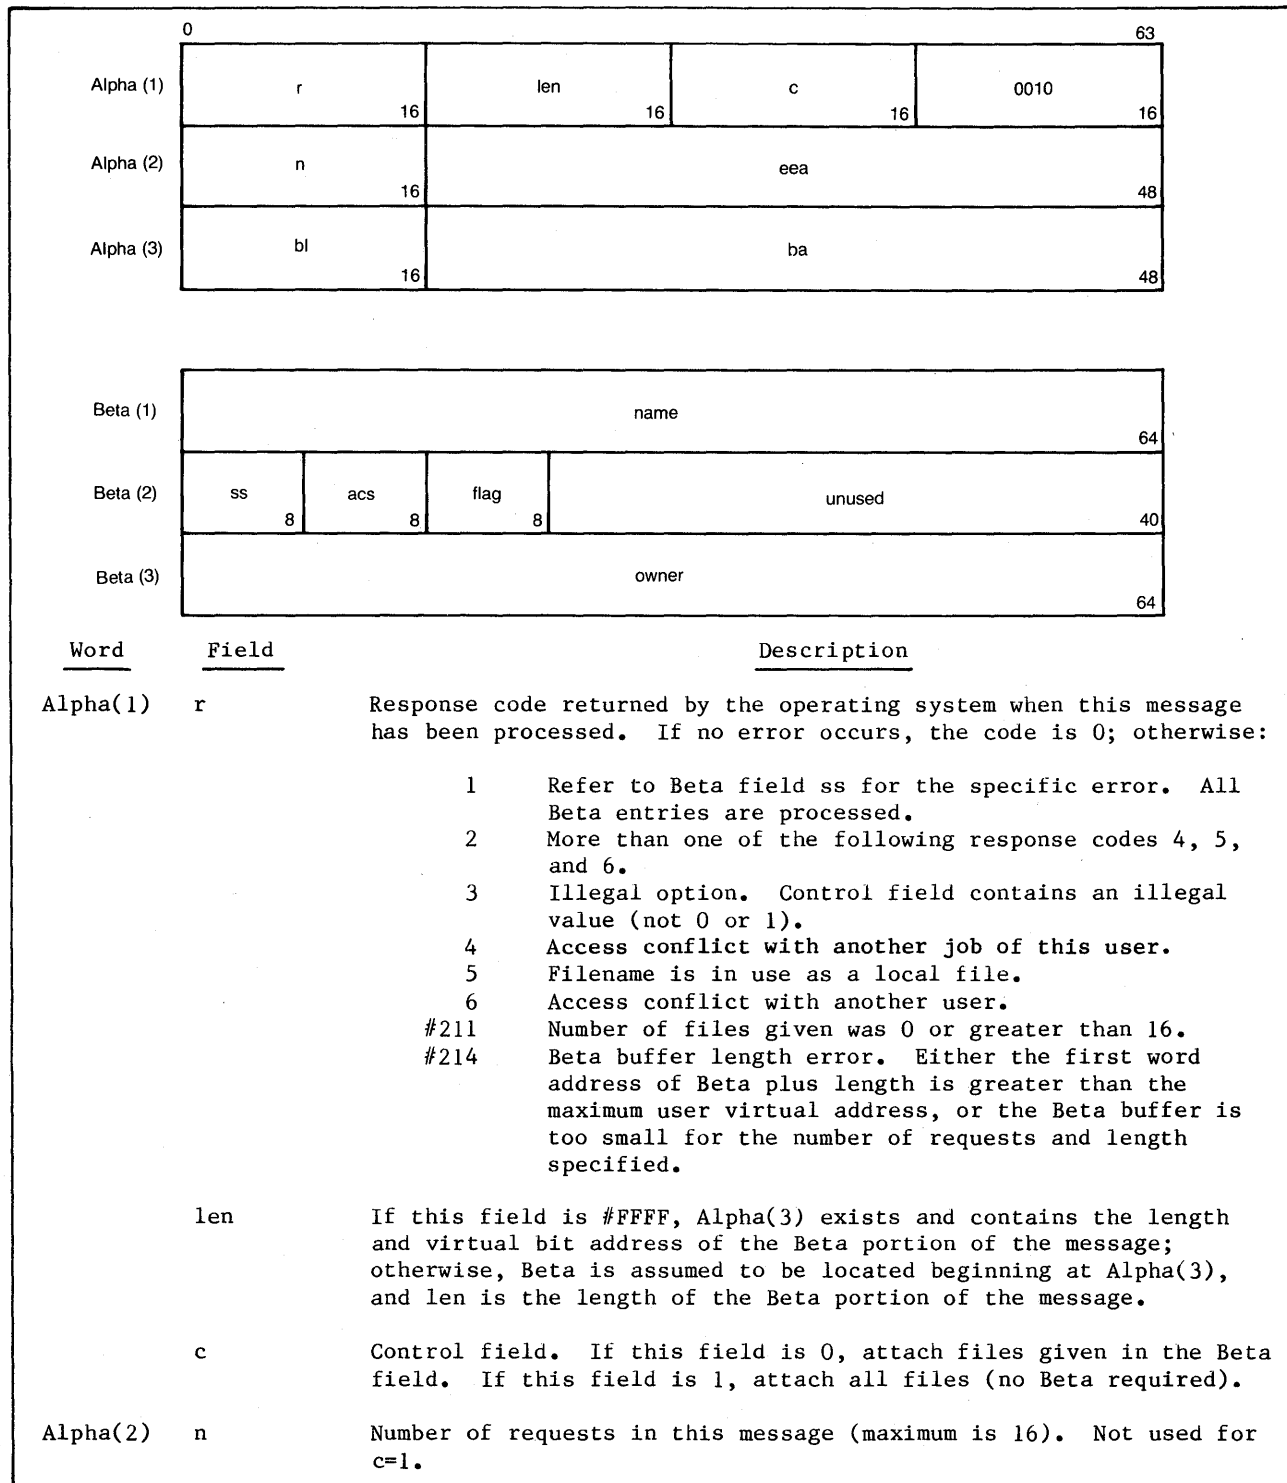 0 63
Alpha (1) r 16 len 16 c 16 0010 16
Alpha (2) n 16 eea 48
Alpha (3) bl 16 ba 48
Beta (1) name 64
Beta (2) ss 8 acs 8 flag 8 unused 40
Beta (3) owner 64
Word Field Description
Alpha(1) r Response code returned by the operating system when this message
has been processed. If no error occurs, the code is 0; otherwise:
1 Refer to Beta field ss for the specific error. All
Beta entries are processed.
2 More than one of the following response codes 4, 5,
and 6.
3 Illegal option. Control field contains an illegal
value (not 0 or 1).
4 Access conflict with another job of this user.
5 Filename is in use as a local file.
6 Access conflict with another user.
#211 Number of files given was 0 or greater than 16.
#214 Beta buffer length error. Either the first word
address of Beta plus length is greater than the
maximum user virtual address, or the Beta buffer is
too small for the number of requests and length
specified.
len If this field is #FFFF, Alpha(3) exists and contains the length
and virtual bit address of the Beta portion of the message;
otherwise, Beta is assumed to be located beginning at Alpha(3),
and len is the length of the Beta portion of the message.
c Control field. If this field is 0, attach files given in the Beta
field. If this field is 1, attach all files (no Beta required).
Alpha(2) n Number of requests in this message (maximum is 16). Not used for
c=1.